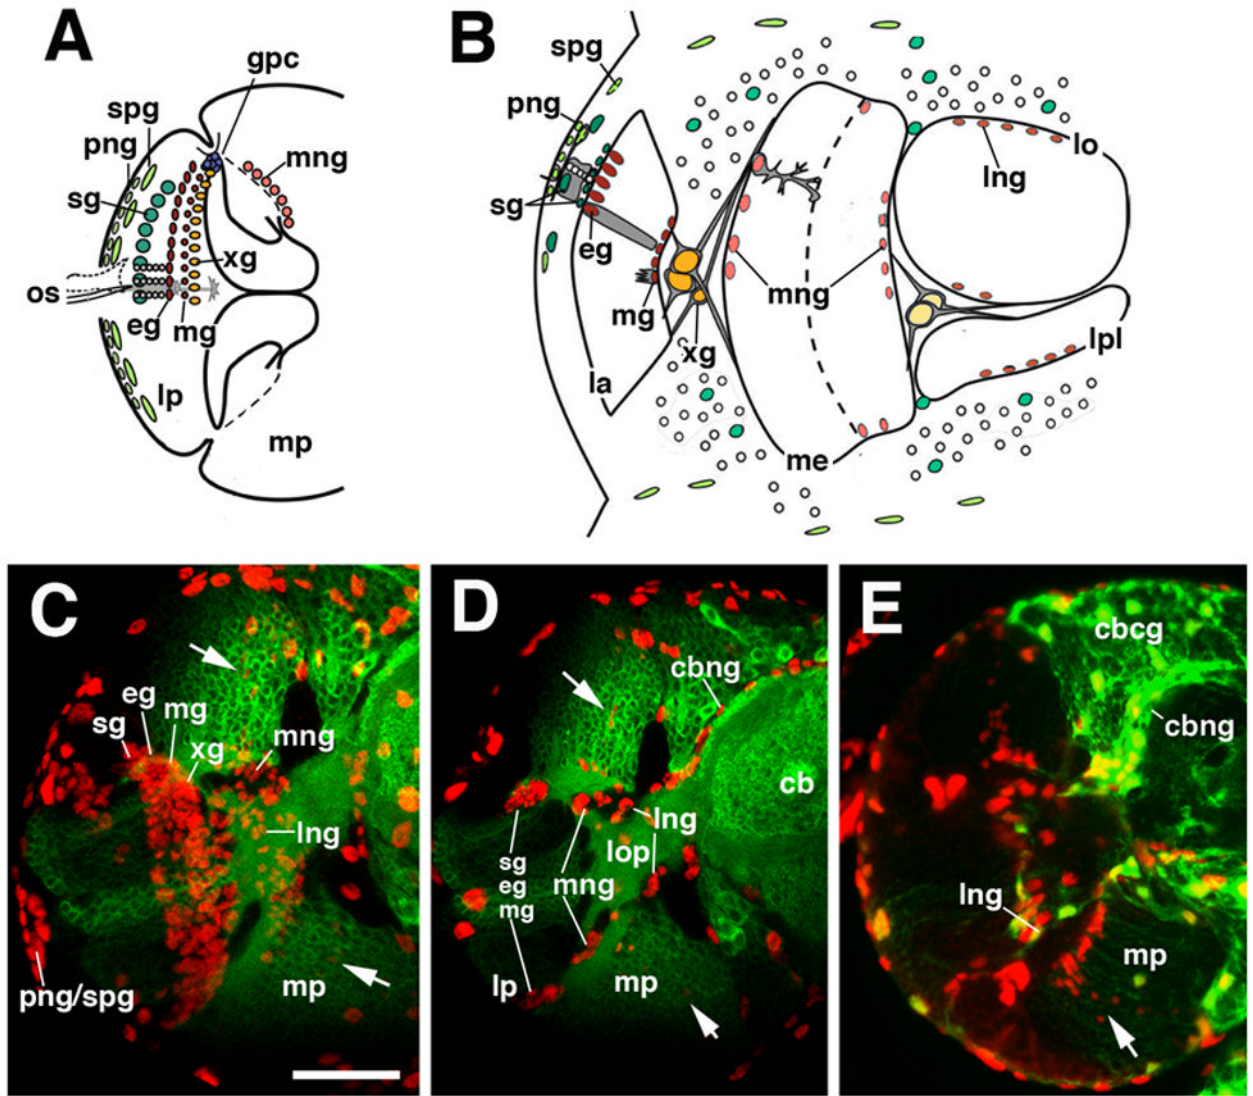 A
gpc
spg
png
mng
sg
xg
os
eg
mg
lp
mp
B
spg
png
lo
lng
sg
eg
mng
mg
xg
lpl
la
me
C
eg
mg
sg
xg
mng
lng
mp
png/spg
D
cbng
cb
lng
lop
sg
eg
mng
mg
lp
mp
E
cbcg
cbng
lng
mp